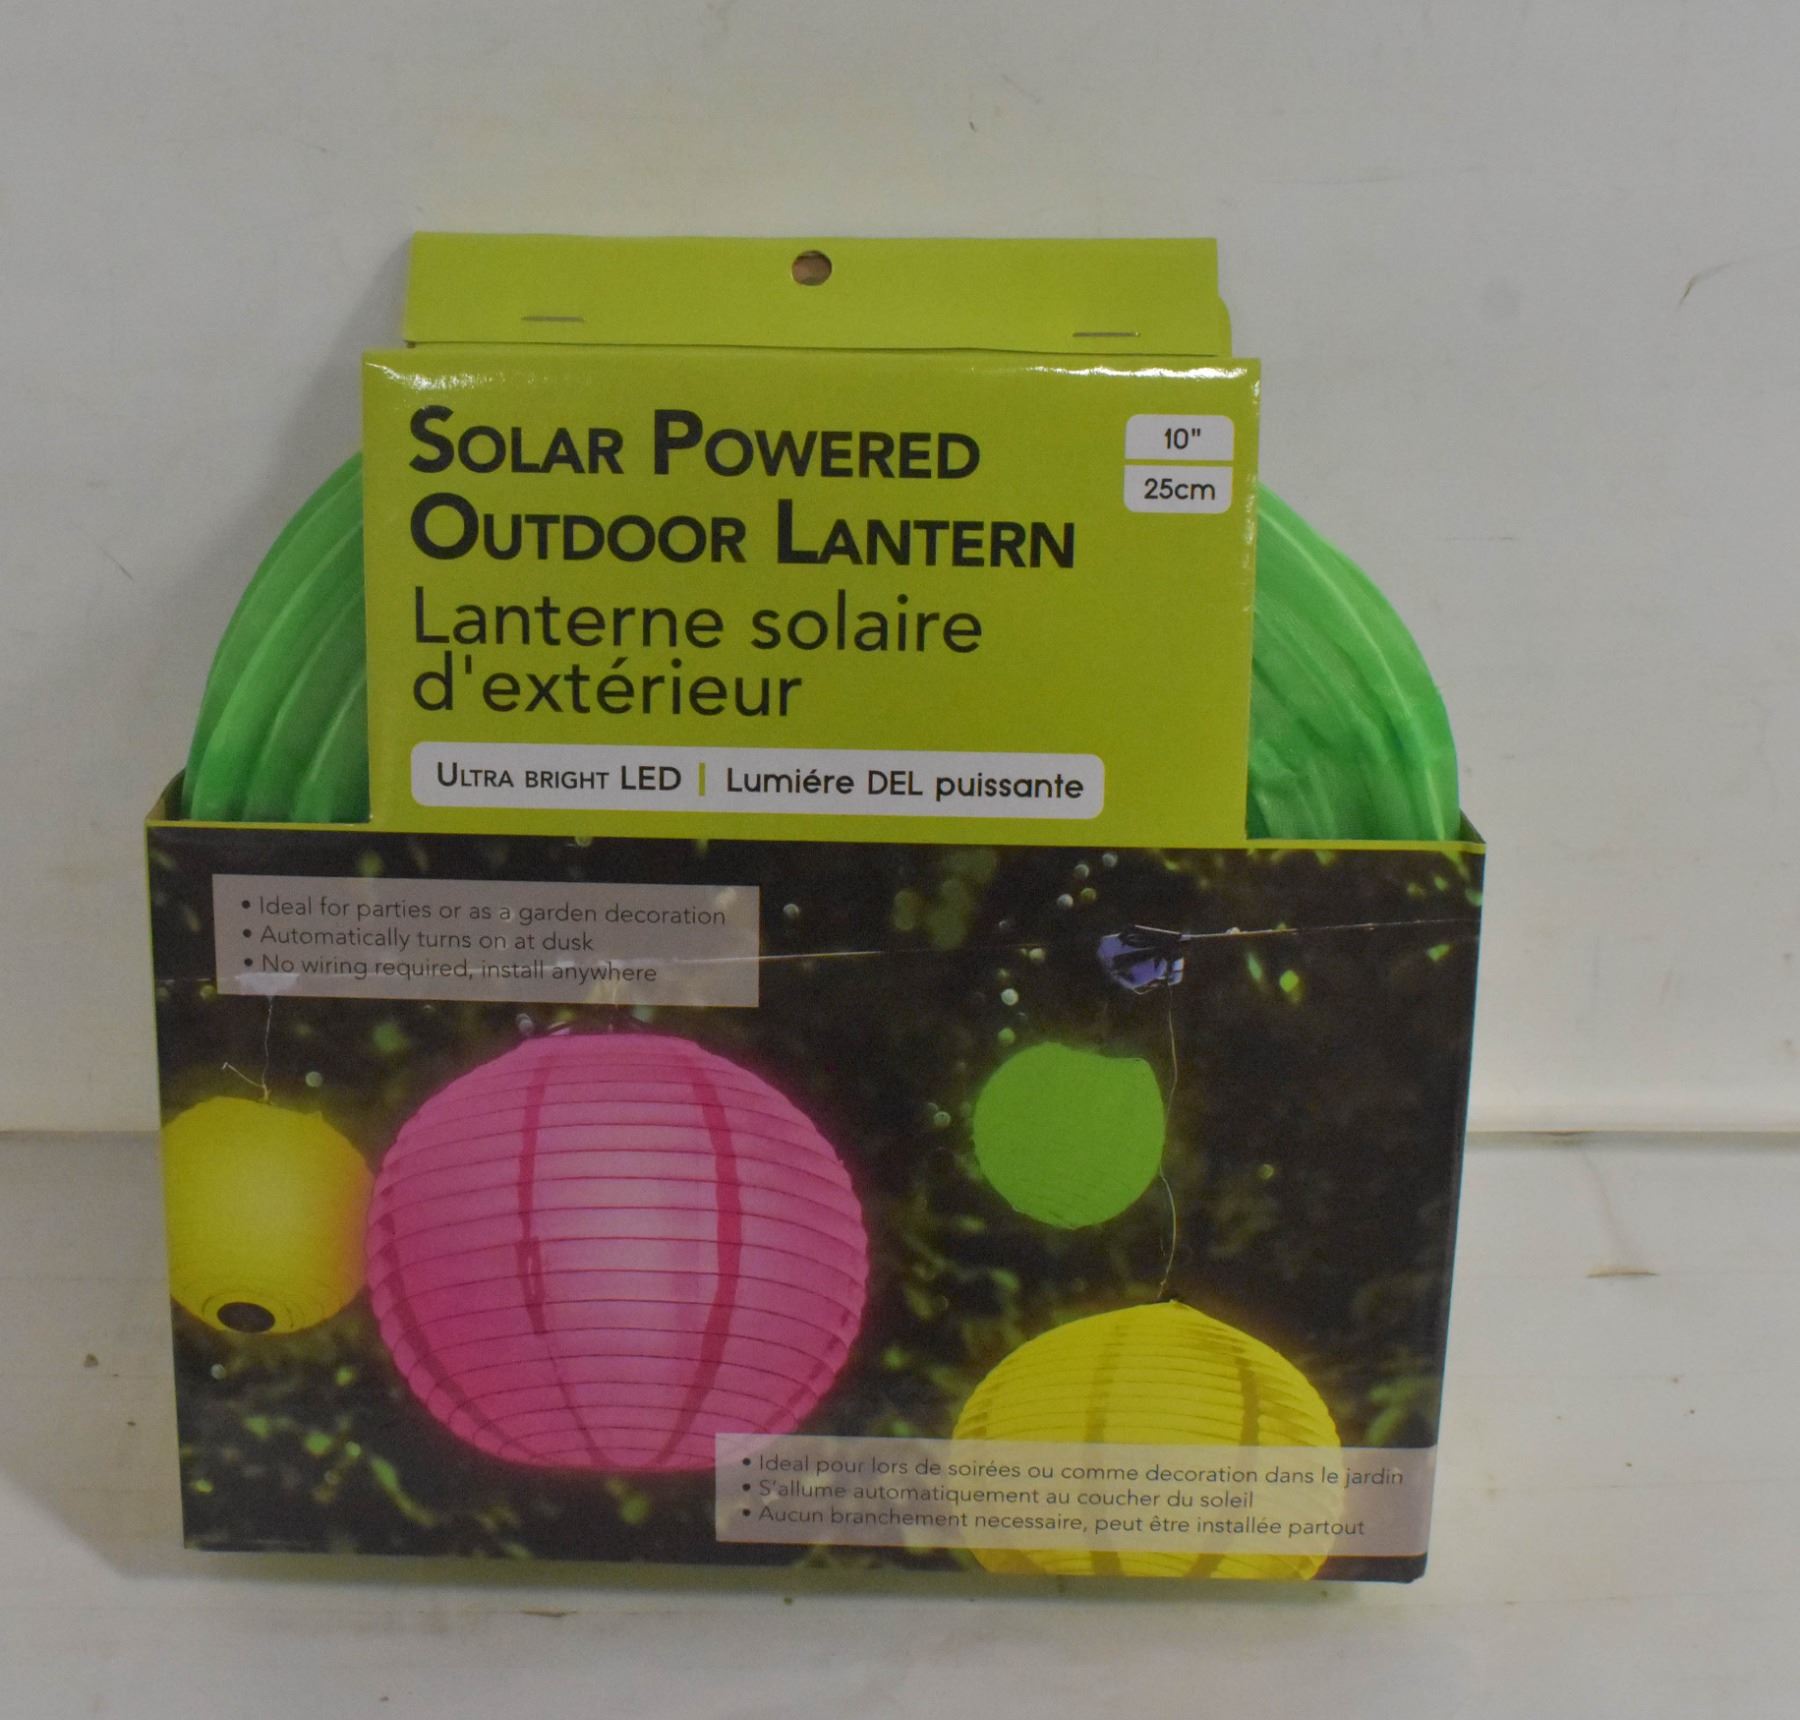 SOLAR POWERED
OUTDOOR LANTERN
10"
25cm
Lanterne solaire
d'extérieur
ULTRA BRIGHT LED | Lumiére DEL puissante
• Ideal for parties or as a garden decoration
• Automatically turns on at dusk
• No wiring required, install anywhere
• Ideal pour lors de soirées ou comme decoration dans le jardin
• S'allume automatiquement au coucher du soleil
• Aucun branchement necessaire, peut être installée partout